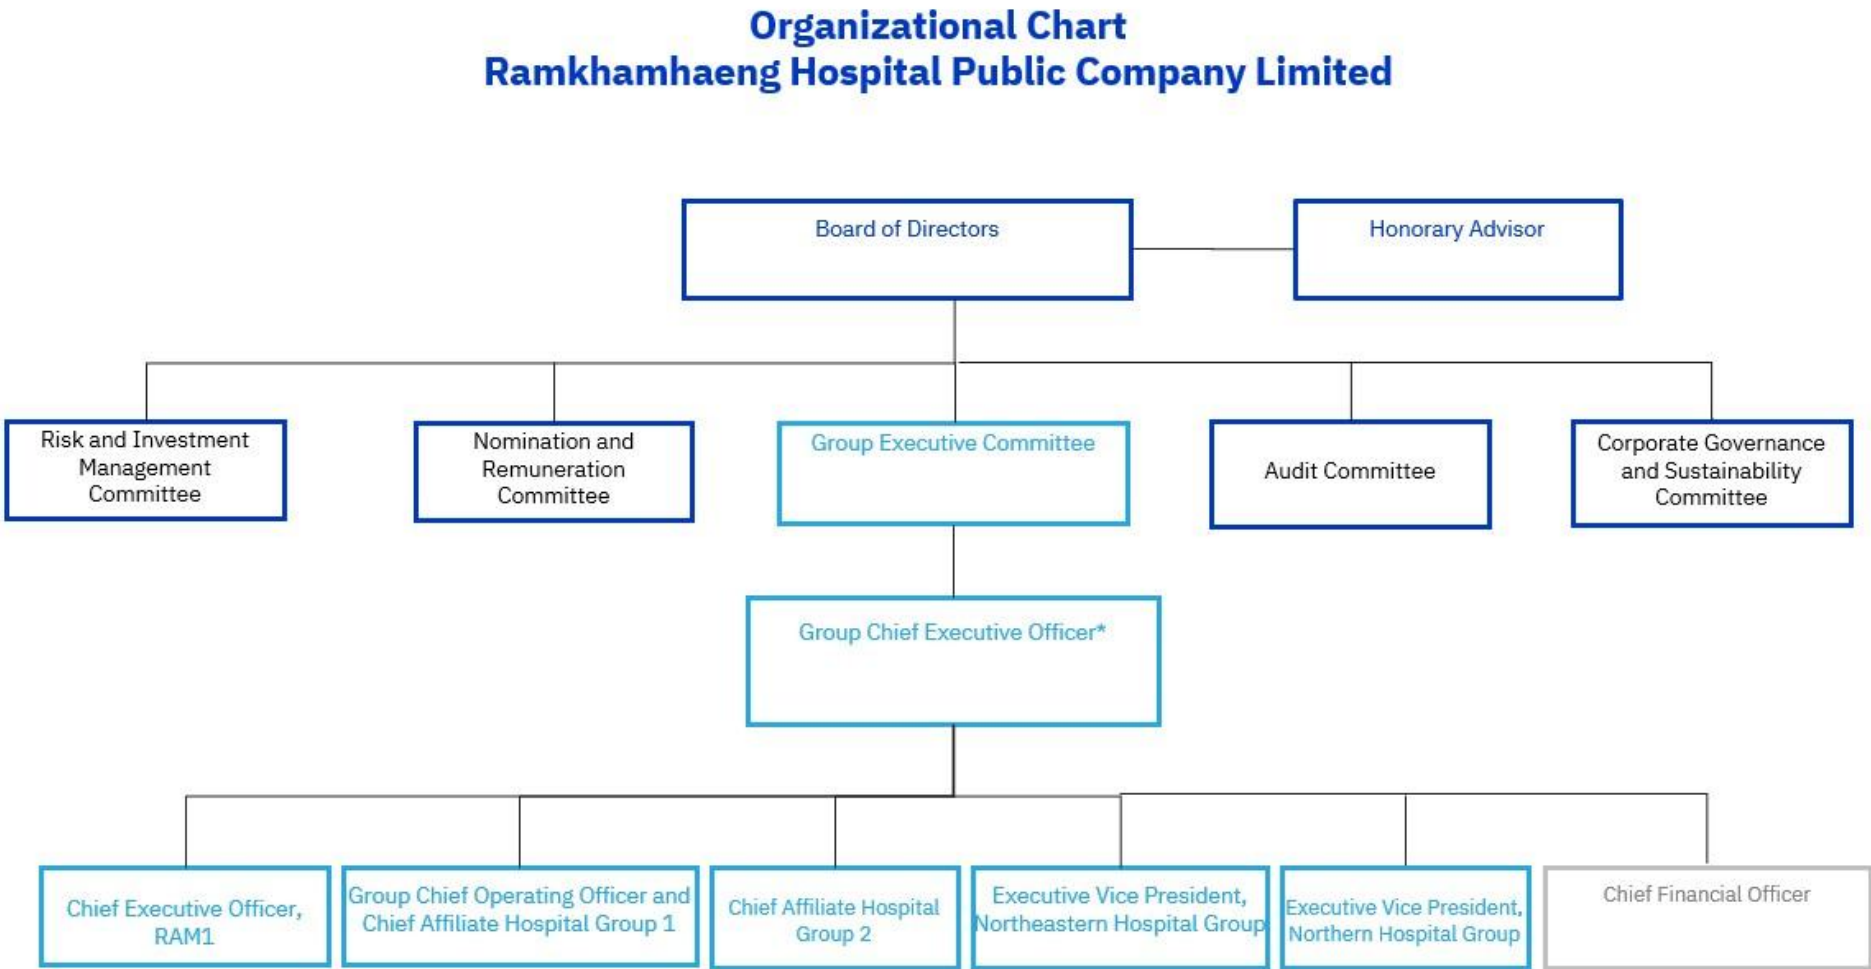 Organizational Chart
Ramkhamhaeng Hospital Public Company Limited
Board of Directors
Honorary Advisor
Risk and Investment
Management
Committee
Nomination and
Remuneration
Committee
Group Executive Committee
Audit Committee
Corporate Governance
and Sustainability
Committee
Group Chief Executive Officer*
Chief Executive Officer,
RAM1
Group Chief Operating Officer and
Chief Affiliate Hospital Group 1
Chief Affiliate Hospital
Group 2
Executive Vice President,
Northeastern Hospital Group
Executive Vice President,
Northern Hospital Group
Chief Financial Officer